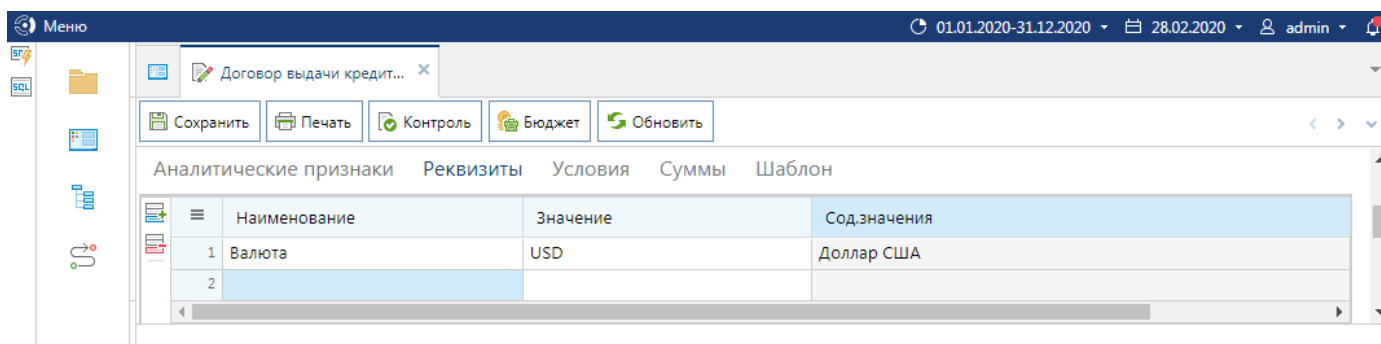 Меню 01.01.2020-31.12.2020 28.02.2020 admin
SQL
Договор выдачи кредит...
Сохранить Печать Контроль Бюджет Обновить
Аналитические признаки Реквизиты Условия Суммы Шаблон
Наименование Значение Сод.значения
1 Валюта USD Доллар США
2